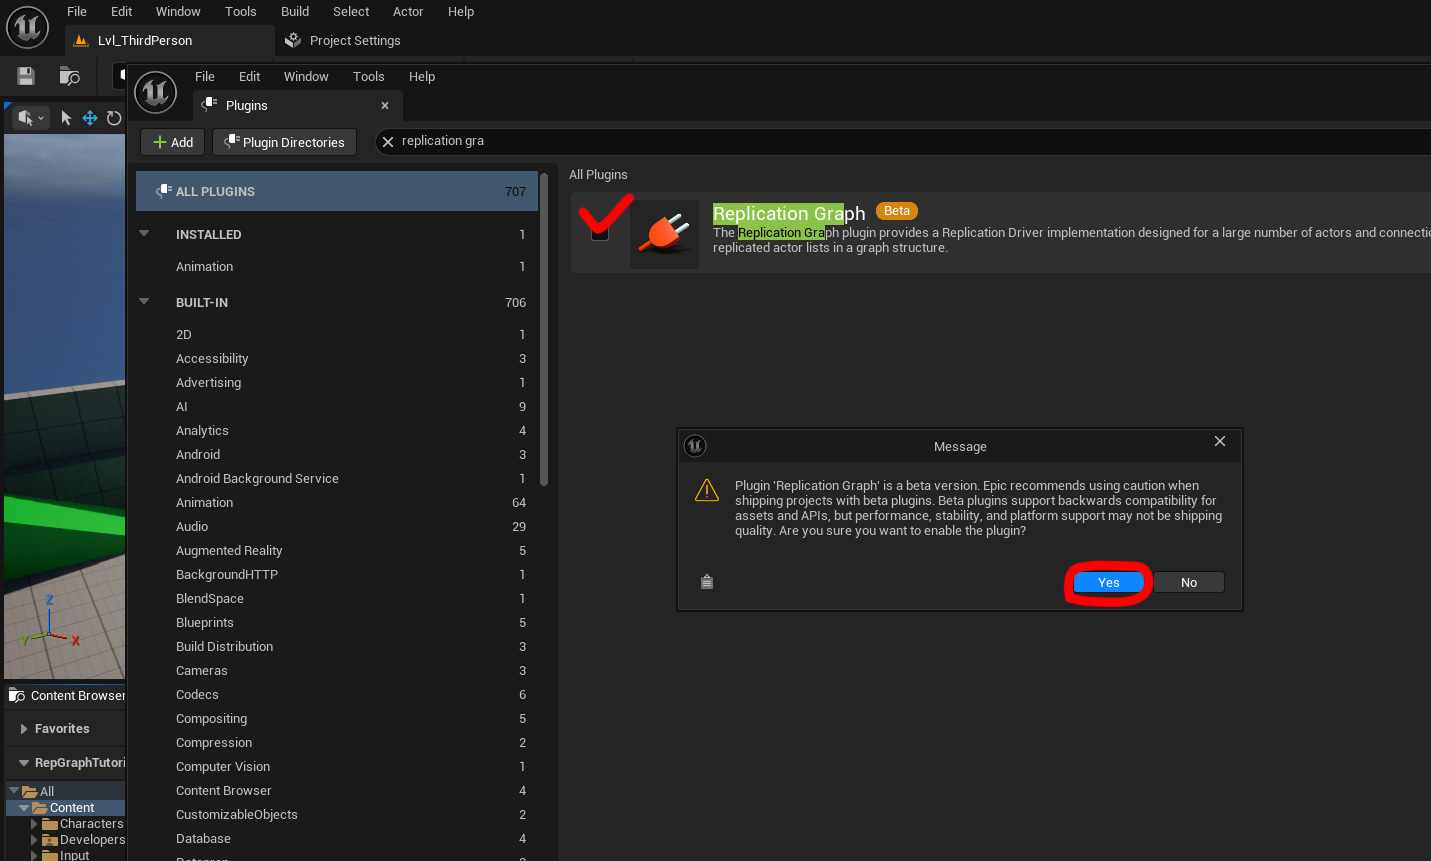 File Edit Window Tools Build Select Actor Help
Lvl_ThirdPerson Project Settings
File Edit Window Tools Help
Plugins
Add Plugin Directories replication gra
ALL PLUGINS 707
INSTALLED 1
Animation 1
BUILT-IN 706
2D 1
Accessibility 3
Advertising 1
AI 9
Analytics 4
Android 3
Android Background Service 1
Animation 64
Audio 29
Augmented Reality 5
BackgroundHTTP 1
BlendSpace 1
Blueprints 5
Build Distribution 3
Cameras 3
Codecs 6
Compositing 5
Compression 2
Computer Vision 1
Content Browser 4
CustomizableObjects 2
Database 4
All Plugins
Replication Graph Beta
The Replication Graph plugin provides a Replication Driver implementation designed for a large number of actors and connectio
replicated actor lists in a graph structure.
Message
Plugin 'Replication Graph' is a beta version. Epic recommends using caution when
shipping projects with beta plugins. Beta plugins support backwards compatibility for
assets and APIs, but performance, stability, and platform support may not be shipping
quality. Are you sure you want to enable the plugin?
Yes No
Z
Y X
Content Browser
Favorites
RepGraphTutori
All
Content
Characters
Developers
Input